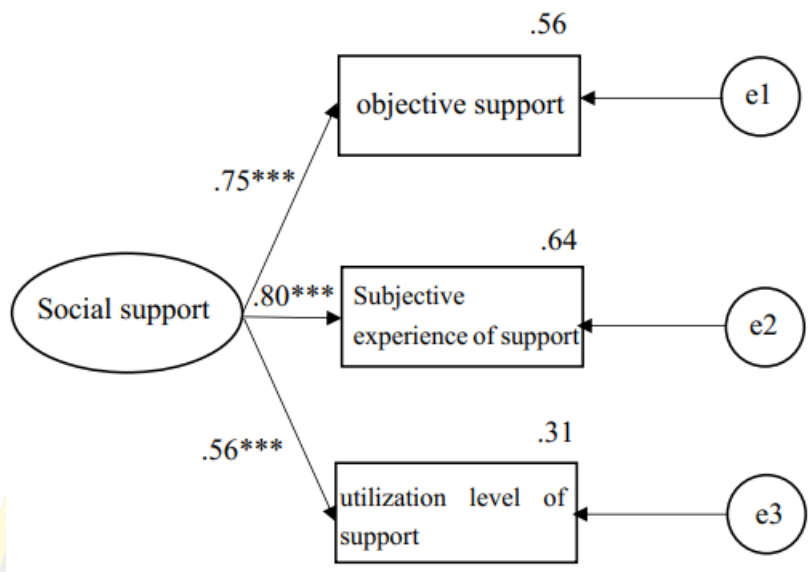 .56
objective support
e1
.75***
.64
Social support
.80***
Subjective
experience of support
e2
.56***
.31
utilization level of
support
e3